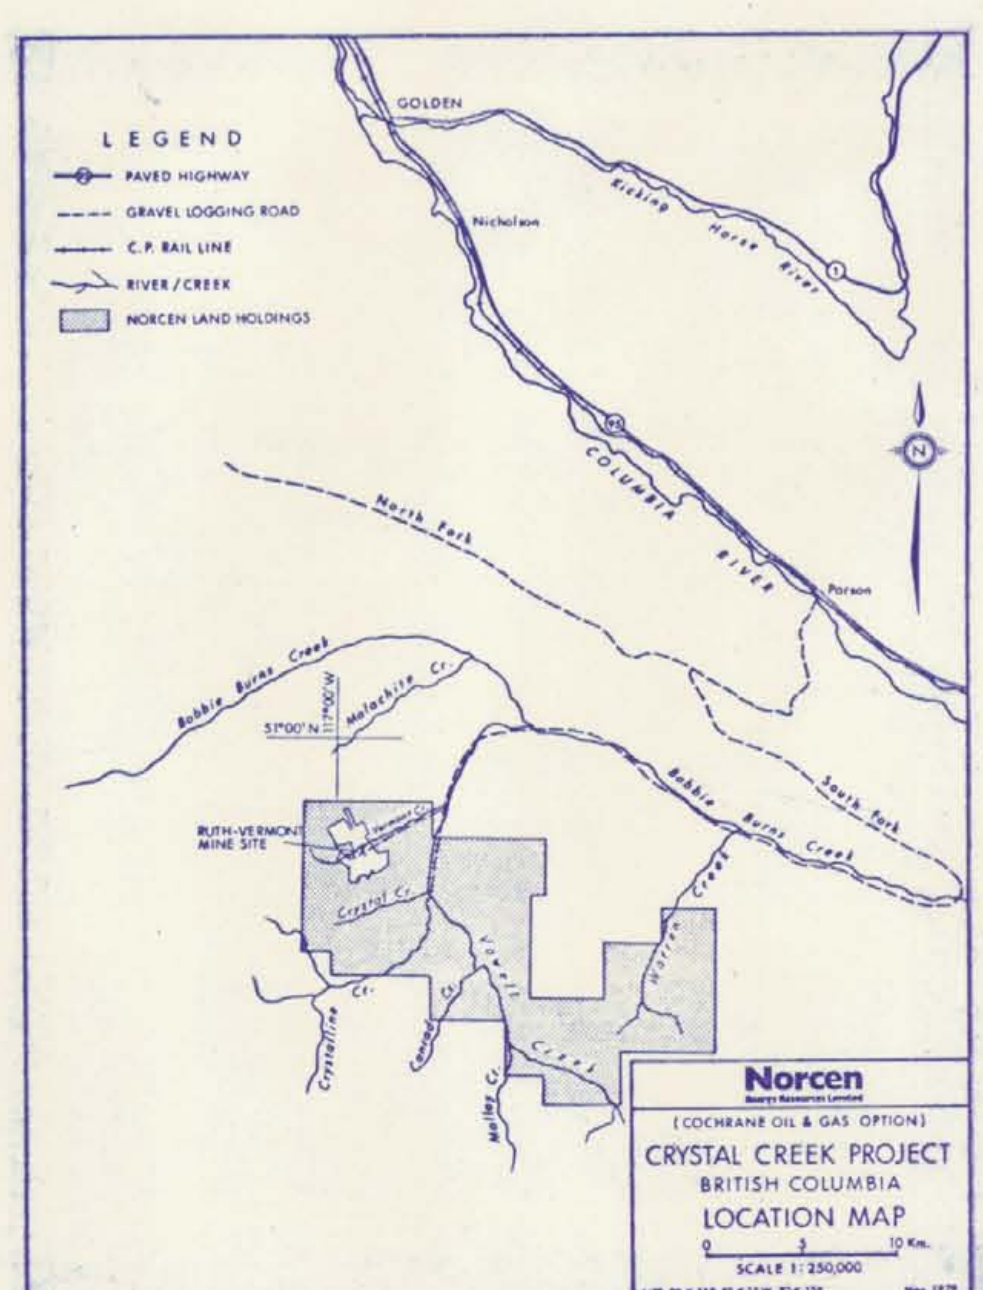 GOLDEN
LEGEND
PAVED HIGHWAY
GRAVEL LOGGING ROAD
C.P. RAIL LINE
RIVER/CREEK
NORCEN LAND HOLDINGS
Nicholson
Kicking Horse River
1
95
N
COLUMBIA RIVER
North Fork
Parson
Bobbie Burns Creek
Malachite Cr.
117°00'W
51°00'N
Bobbie Burns Creek
South Fork
RUTH-VERMONT
MINE SITE
Vermont Cr.
Crystal Cr.
Vowell Creek
Warren Creek
Crystalline Cr.
Conrad Cr.
Malloy Cr.
Norcen
Energy Resources Limited
(COCHRANE OIL & GAS OPTION)
CRYSTAL CREEK PROJECT
BRITISH COLUMBIA
LOCATION MAP
0 5 10 Km.
SCALE 1:250,000